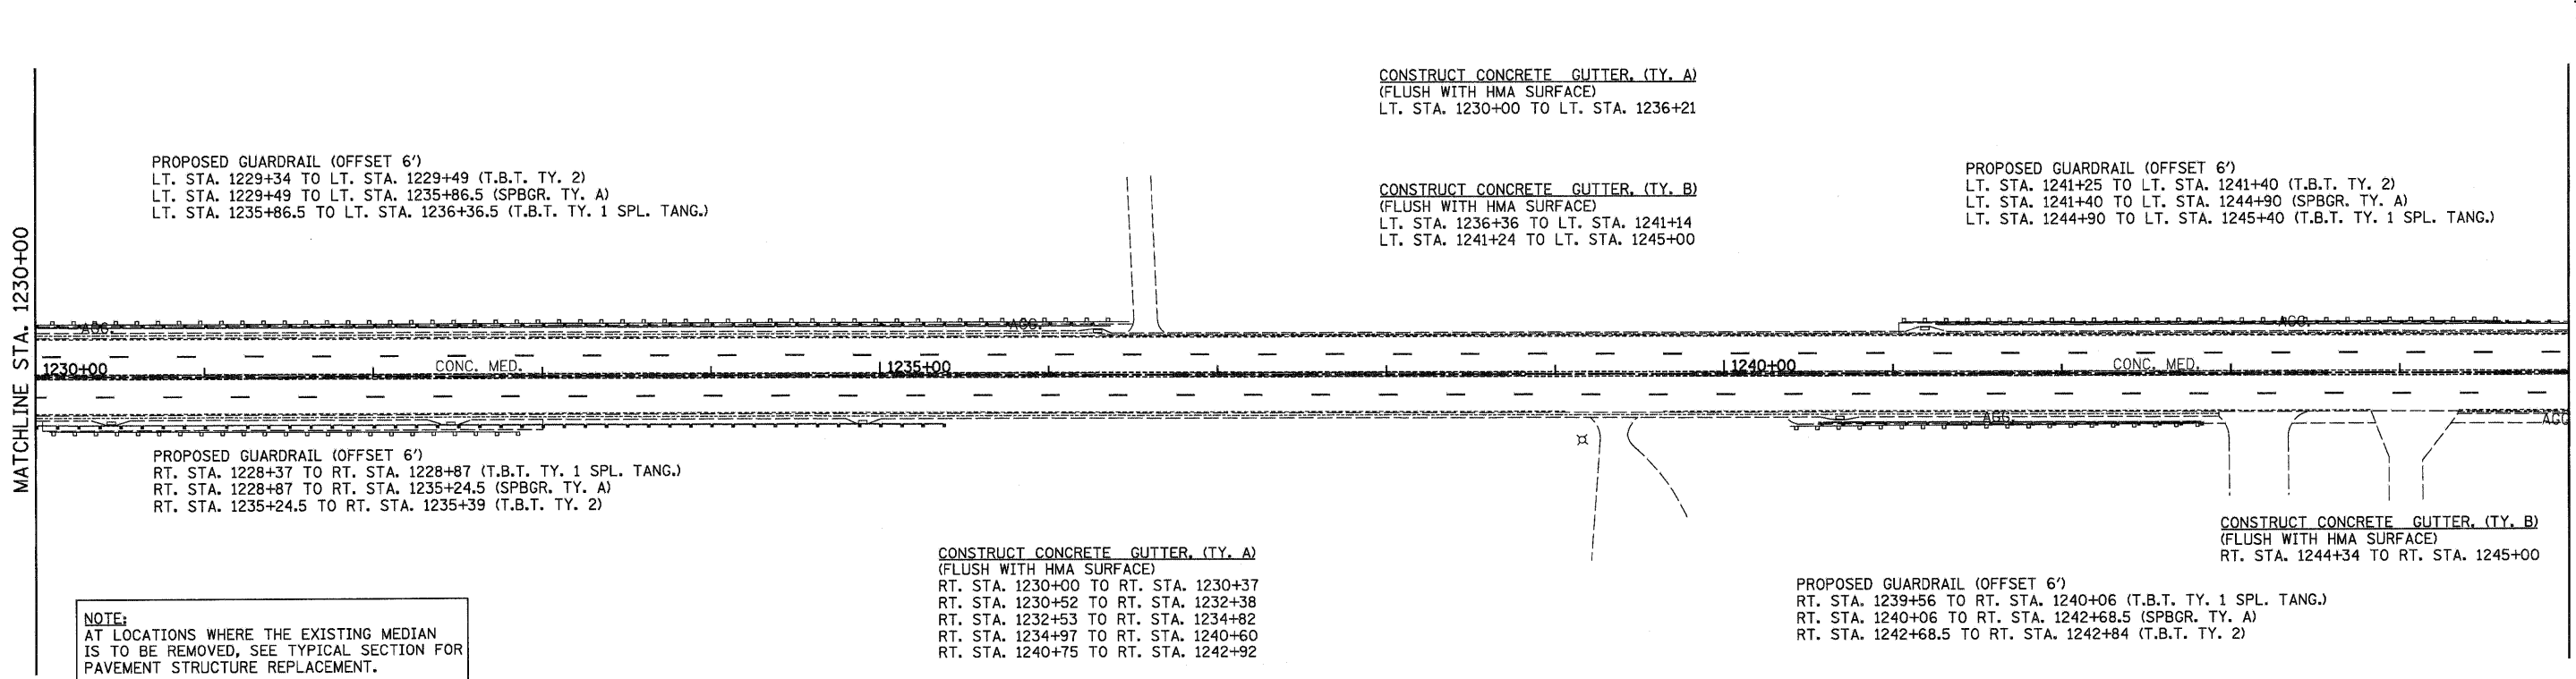 CONSTRUCT CONCRETE GUTTER, (TY. A)
(FLUSH WITH HMA SURFACE)
LT. STA. 1230+00 TO LT. STA. 1236+21
PROPOSED GUARDRAIL (OFFSET 6')
LT. STA. 1229+34 TO LT. STA. 1229+49 (T.B.T. TY. 2)
LT. STA. 1229+49 TO LT. STA. 1235+86.5 (SPBGR. TY. A)
LT. STA. 1235+86.5 TO LT. STA. 1236+36.5 (T.B.T. TY. 1 SPL. TANG.)
CONSTRUCT CONCRETE GUTTER, (TY. B)
(FLUSH WITH HMA SURFACE)
LT. STA. 1236+36 TO LT. STA. 1241+14
LT. STA. 1241+24 TO LT. STA. 1245+00
PROPOSED GUARDRAIL (OFFSET 6')
LT. STA. 1241+25 TO LT. STA. 1241+40 (T.B.T. TY. 2)
LT. STA. 1241+40 TO LT. STA. 1244+90 (SPBGR. TY. A)
LT. STA. 1244+90 TO LT. STA. 1245+40 (T.B.T. TY. 1 SPL. TANG.)
MATCHLINE STA. 1230+00
AGG.
AGG.
AGG.
1230+00
CONC. MED.
1235+00
1240+00
CONC. MED.
AGG.
AGG
PROPOSED GUARDRAIL (OFFSET 6')
RT. STA. 1228+37 TO RT. STA. 1228+87 (T.B.T. TY. 1 SPL. TANG.)
RT. STA. 1228+87 TO RT. STA. 1235+24.5 (SPBGR. TY. A)
RT. STA. 1235+24.5 TO RT. STA. 1235+39 (T.B.T. TY. 2)
CONSTRUCT CONCRETE GUTTER, (TY. A)
(FLUSH WITH HMA SURFACE)
RT. STA. 1230+00 TO RT. STA. 1230+37
RT. STA. 1230+52 TO RT. STA. 1232+38
RT. STA. 1232+53 TO RT. STA. 1234+82
RT. STA. 1234+97 TO RT. STA. 1240+60
RT. STA. 1240+75 TO RT. STA. 1242+92
CONSTRUCT CONCRETE GUTTER, (TY. B)
(FLUSH WITH HMA SURFACE)
RT. STA. 1244+34 TO RT. STA. 1245+00
PROPOSED GUARDRAIL (OFFSET 6')
RT. STA. 1239+56 TO RT. STA. 1240+06 (T.B.T. TY. 1 SPL. TANG.)
RT. STA. 1240+06 TO RT. STA. 1242+68.5 (SPBGR. TY. A)
RT. STA. 1242+68.5 TO RT. STA. 1242+84 (T.B.T. TY. 2)
NOTE:
AT LOCATIONS WHERE THE EXISTING MEDIAN
IS TO BE REMOVED, SEE TYPICAL SECTION FOR
PAVEMENT STRUCTURE REPLACEMENT.